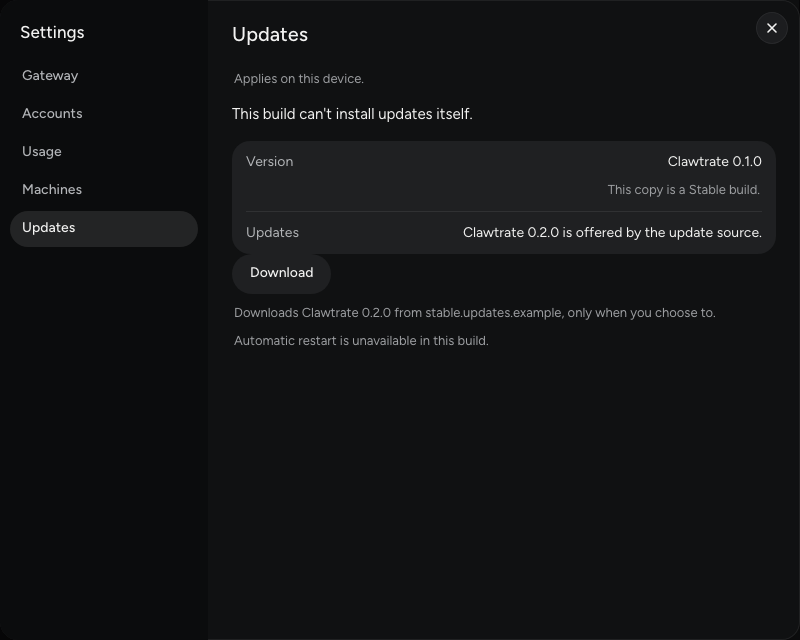 Settings
Gateway
Accounts
Usage
Machines
Updates
Updates
Applies on this device.
This build can't install updates itself.
Version
Clawtrate 0.1.0
This copy is a Stable build.
Updates
Clawtrate 0.2.0 is offered by the update source.
Download
Downloads Clawtrate 0.2.0 from stable.updates.example, only when you choose to.
Automatic restart is unavailable in this build.